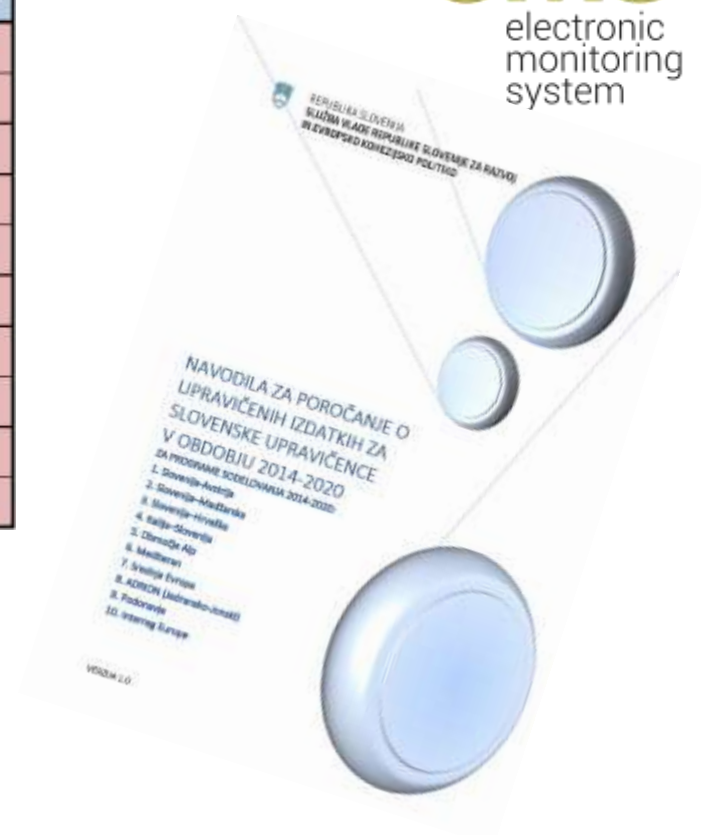 electronic
monitoring
system
REPUBLIKA SLOVENIJA
SLUŽBA VLADE REPUBLIKE SLOVENIJE ZA RAZVOJ
IN EVROPSKO KOHEZIJSKO POLITIKO
NAVODILA ZA POROČANJE O
UPRAVIČENIH IZDATKIH ZA
SLOVENSKE UPRAVIČENCE
V OBDOBJU 2014-2020
ZA PROGRAME SODELOVANJA 2014-2020:
1. Slovenija-Avstrija
2. Slovenija-Madžarska
3. Slovenija-Hrvaška
4. Italija-Slovenija
5. Območje Alp
6. Mediteran
7. Srednja Evropa
8. ADRION (Jadransko-Jonski)
9. Podonavje
10. Interreg Europe
VERZIJA 1.0